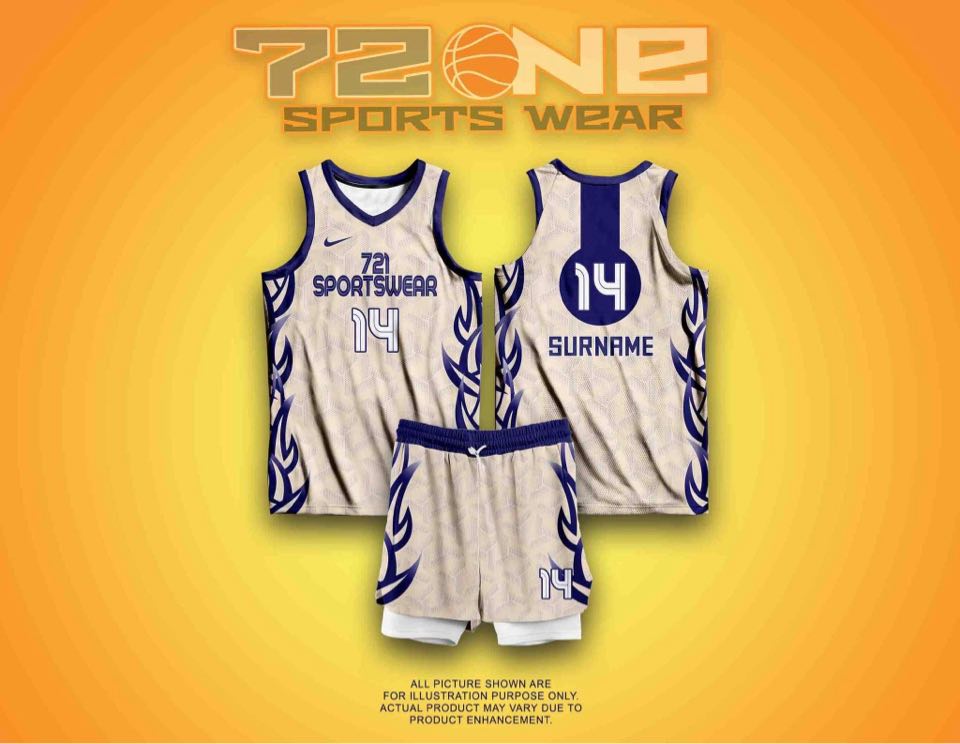 72ONE
SPORTS WEAR
721
SPORTSWEAR
14
14
SURNAME
14
ALL PICTURE SHOWN ARE
FOR ILLUSTRATION PURPOSE ONLY.
ACTUAL PRODUCT MAY VARY DUE TO
PRODUCT ENHANCEMENT.